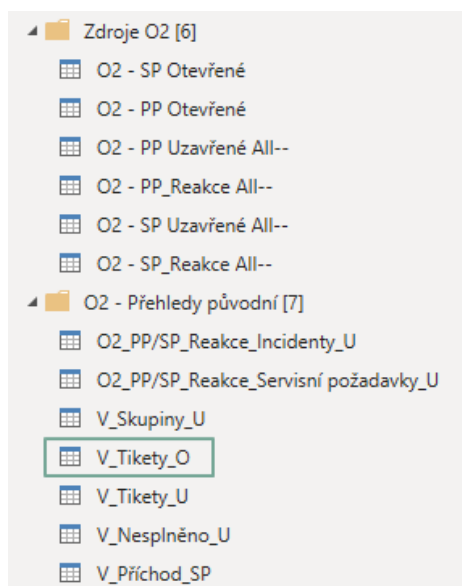 Zdroje O2 [6]
O2 - SP Otevřené
O2 - PP Otevřené
O2 - PP Uzavřené All--
O2 - PP_Reakce All--
O2 - SP Uzavřené All--
O2 - SP_Reakce All--
O2 - Přehledy původní [7]
O2_PP/SP_Reakce_Incidenty_U
O2_PP/SP_Reakce_Servisní požadavky_U
V_Skupiny_U
V_Tikety_O
V_Tikety_U
V_Nesplněno_U
V_Příchod_SP